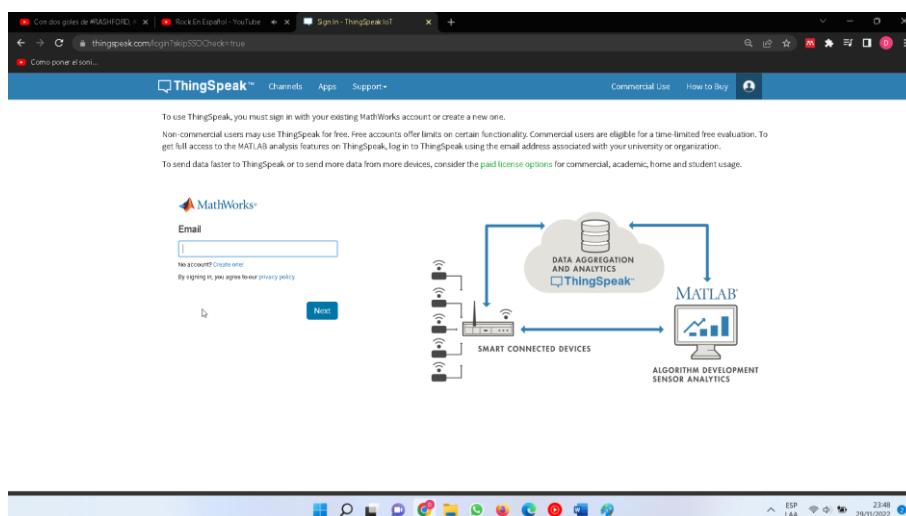 Con dos goles de #RASHFORD,
Rock En Español - YouTube
Sign In - ThingSpeak IoT
thingspeak.com/login?skipSSOCheck=true
Como poner el soni...
ThingSpeak™ Channels Apps Support Commercial Use How to Buy
To use ThingSpeak, you must sign in with your existing MathWorks account or create a new one.
Non-commercial users may use ThingSpeak for free. Free accounts offer limits on certain functionality. Commercial users are eligible for a time-limited free evaluation. To
get full access to the MATLAB analysis features on ThingSpeak, log in to ThingSpeak using the email address associated with your university or organization.
To send data faster to ThingSpeak or to send more data from more devices, consider the paid license options for commercial, academic, home and student usage.
MathWorks®
Email
No account? Create one!
By signing in, you agree to our privacy policy.
Next
DATA AGGREGATION
AND ANALYTICS
ThingSpeak™
MATLAB®
SMART CONNECTED DEVICES
ALGORITHM DEVELOPMENT
SENSOR ANALYTICS
ESP
LAA
23:48
29/11/2022